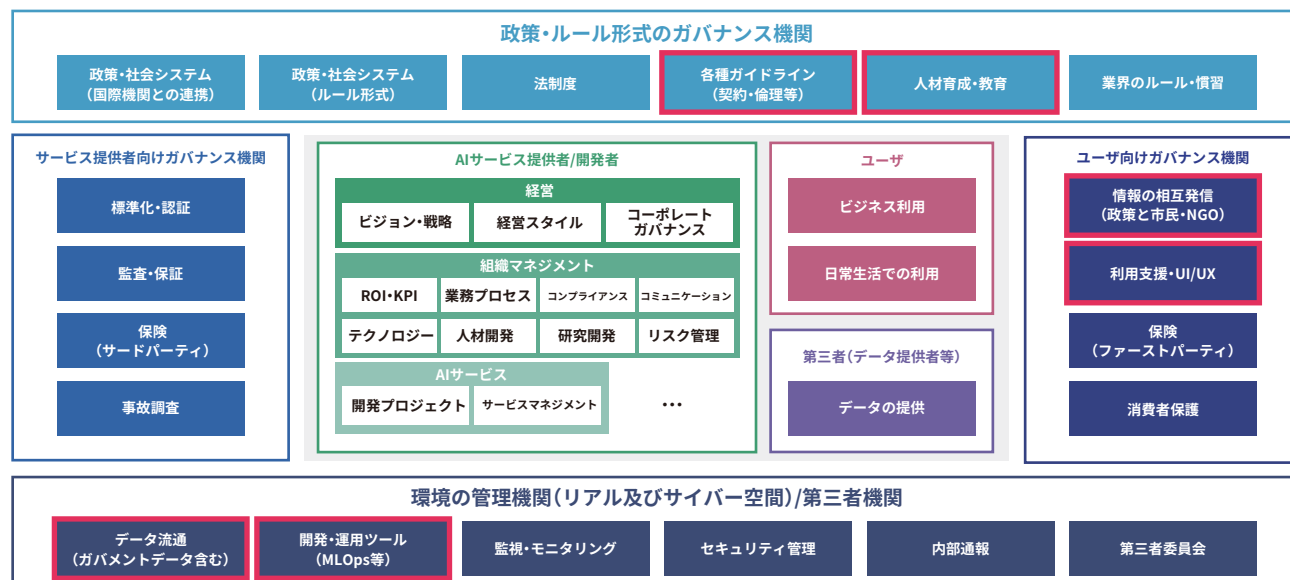 政策・ルール形式のガバナンス機関
政策・社会システム
（国際機関との連携）
政策・社会システム
（ルール形式）
法制度
各種ガイドライン
（契約・倫理等）
人材育成・教育
業界のルール・慣習
サービス提供者向けガバナンス機関
標準化・認証
監査・保証
保険
（サードパーティ）
事故調査
AIサービス提供者/開発者
経営
ビジョン・戦略
経営スタイル
コーポレート
ガバナンス
組織マネジメント
ROI・KPI
業務プロセス
コンプライアンス
コミュニケーション
テクノロジー
人材開発
研究開発
リスク管理
AIサービス
開発プロジェクト
サービスマネジメント
…
ユーザ
ビジネス利用
日常生活での利用
第三者（データ提供者等）
データの提供
ユーザ向けガバナンス機関
情報の相互発信
（政策と市民・NGO）
利用支援・UI/UX
保険
（ファーストパーティ）
消費者保護
環境の管理機関（リアル及びサイバー空間）/第三者機関
データ流通
（ガバメントデータ含む）
開発・運用ツール
（MLOps等）
監視・モニタリング
セキュリティ管理
内部通報
第三者委員会